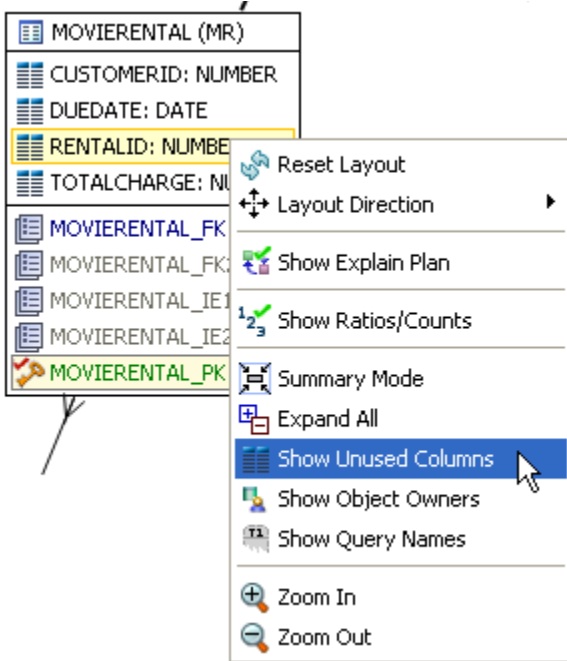 MOVIERENTAL (MR)
CUSTOMERID: NUMBER
DUEDATE: DATE
RENTALID: NUMBE
TOTALCHARGE: NU
MOVIERENTAL_FK
MOVIERENTAL_FK2
MOVIERENTAL_IE1
MOVIERENTAL_IE2
MOVIERENTAL_PK
Reset Layout
Layout Direction
Show Explain Plan
Show Ratios/Counts
Summary Mode
Expand All
Show Unused Columns
Show Object Owners
Show Query Names
Zoom In
Zoom Out